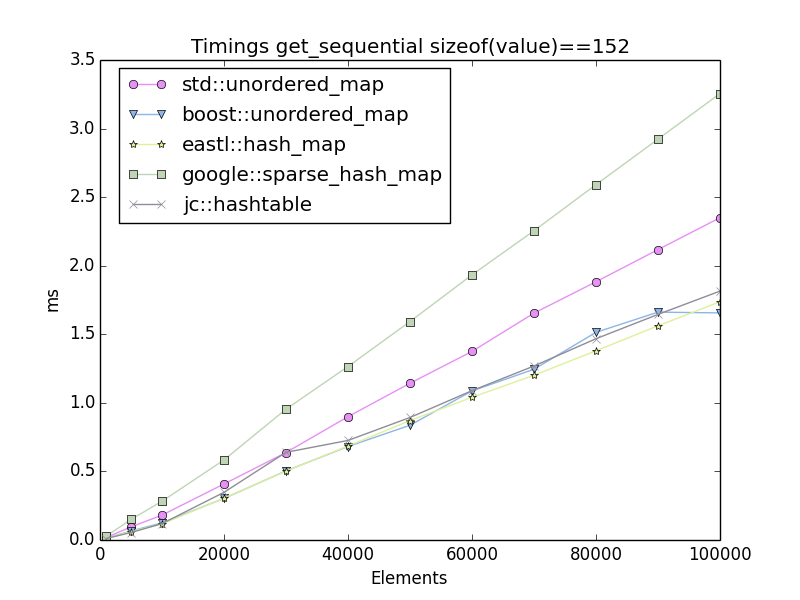 Timings get_sequential sizeof(value)==152
3.5
3.0
2.5
2.0
1.5
1.0
0.5
0.0
ms
std::unordered_map
boost::unordered_map
eastl::hash_map
google::sparse_hash_map
jc::hashtable
0 20000 40000 60000 80000 100000
Elements